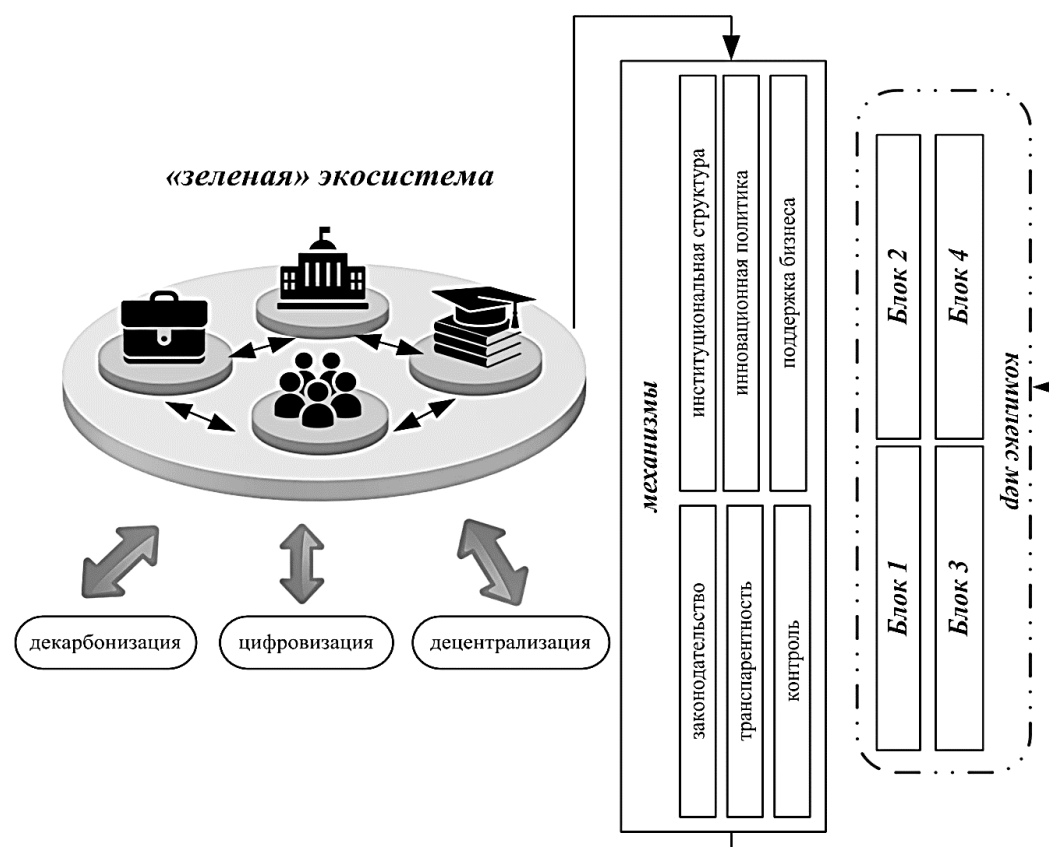 «зеленая» экосистема
декарбонизация
цифровизация
децентрализация
механизмы
институциональная структура
инновационная политика
поддержка бизнеса
законодательство
транспарентность
контроль
Блок 2
Блок 4
Блок 1
Блок 3
комплекс мер